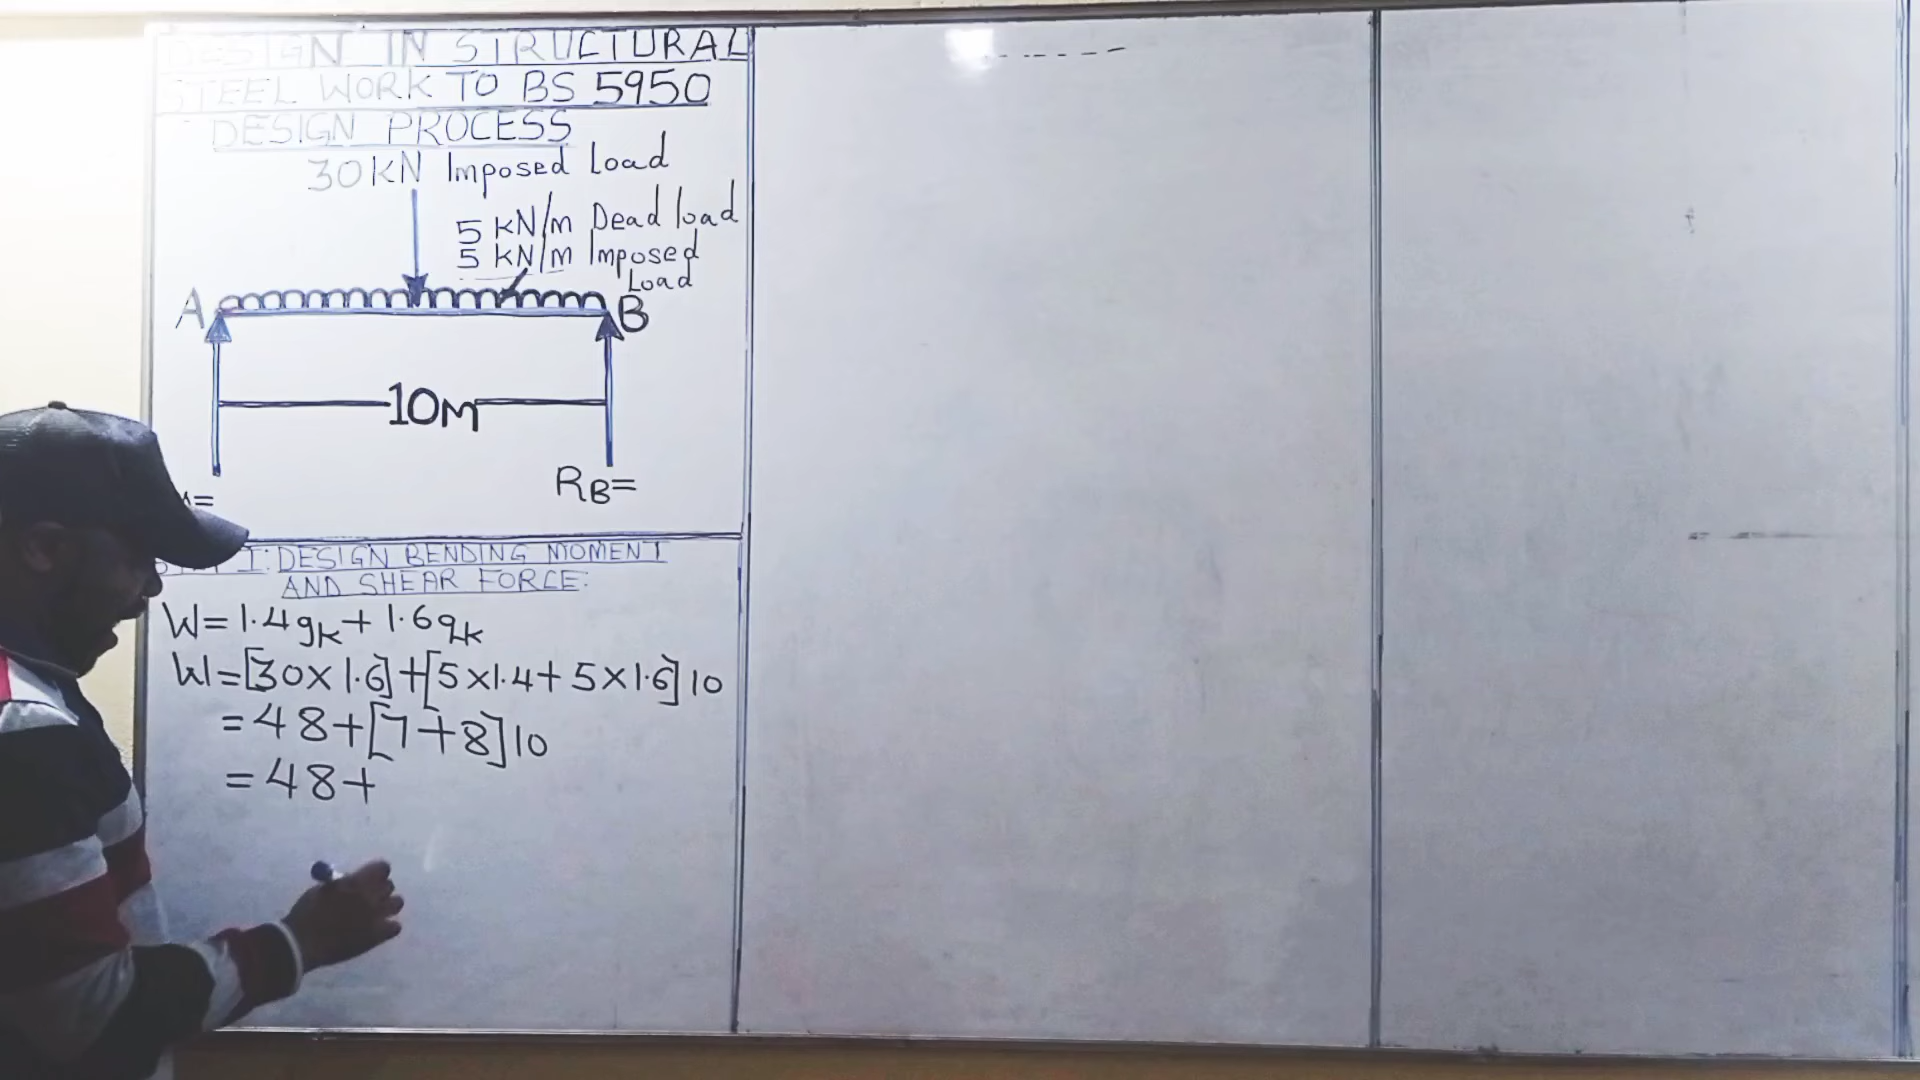 DESIGN IN STRUCTURAL
STEEL WORK TO BS 5950
DESIGN PROCESS
30KN Imposed Load
5 kN/m Dead load
5 kN/m Imposed
Load
A
B
10M
=
RB=
I: DESIGN BENDING MOMENT
AND SHEAR FORCE:
W=1.4gk+1.6qk
W=[30×1.6]+[5×1.4+5×1.6]10
=48+[7+8]10
=48+